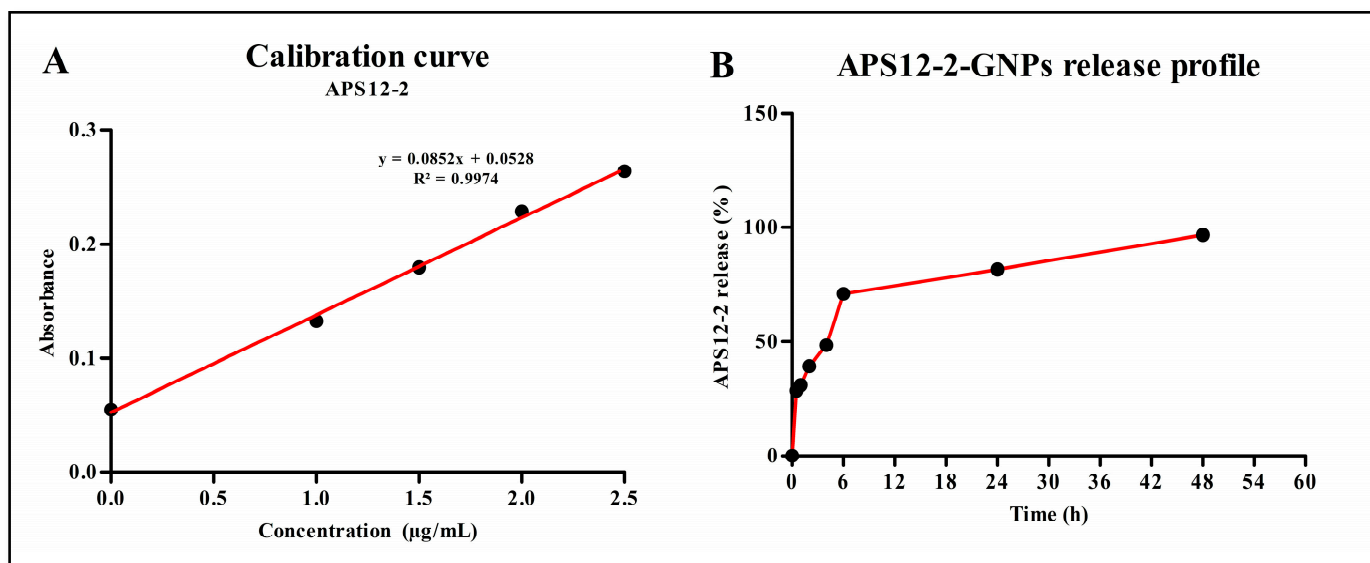 A
Calibration curve
APS12-2
y = 0.0852x + 0.0528
R² = 0.9974
Absorbance
0.3
0.2
0.1
0.0
0.0 0.5 1.0 1.5 2.0 2.5
Concentration (µg/mL)
B
APS12-2-GNPs release profile
APS12-2 release (%)
150
100
50
0
0 6 12 18 24 30 36 42 48 54 60
Time (h)